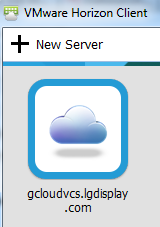 VMware Horizon Client
New Server
gcloudvcs.lgdisplay
.com